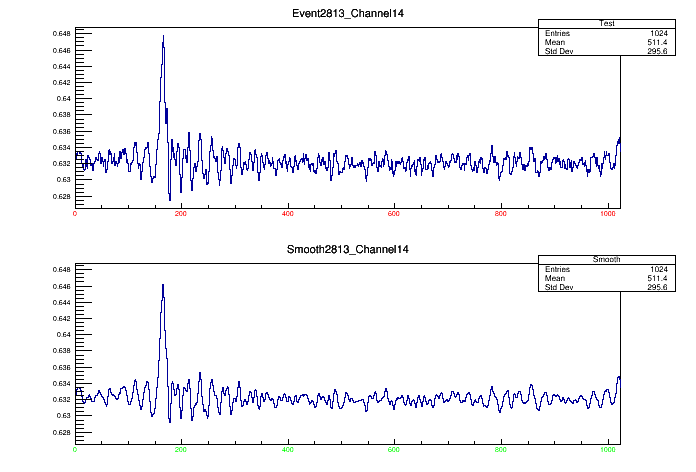 Event2813_Channel14
Test
Entries 1024
Mean 511.4
Std Dev 295.6
0.648
0.646
0.644
0.642
0.64
0.638
0.636
0.634
0.632
0.63
0.628
0 200 400 600 800 1000
Smooth2813_Channel14
Smooth
Entries 1024
Mean 511.4
Std Dev 295.6
0.648
0.646
0.644
0.642
0.64
0.638
0.636
0.634
0.632
0.63
0.628
0 200 400 600 800 1000